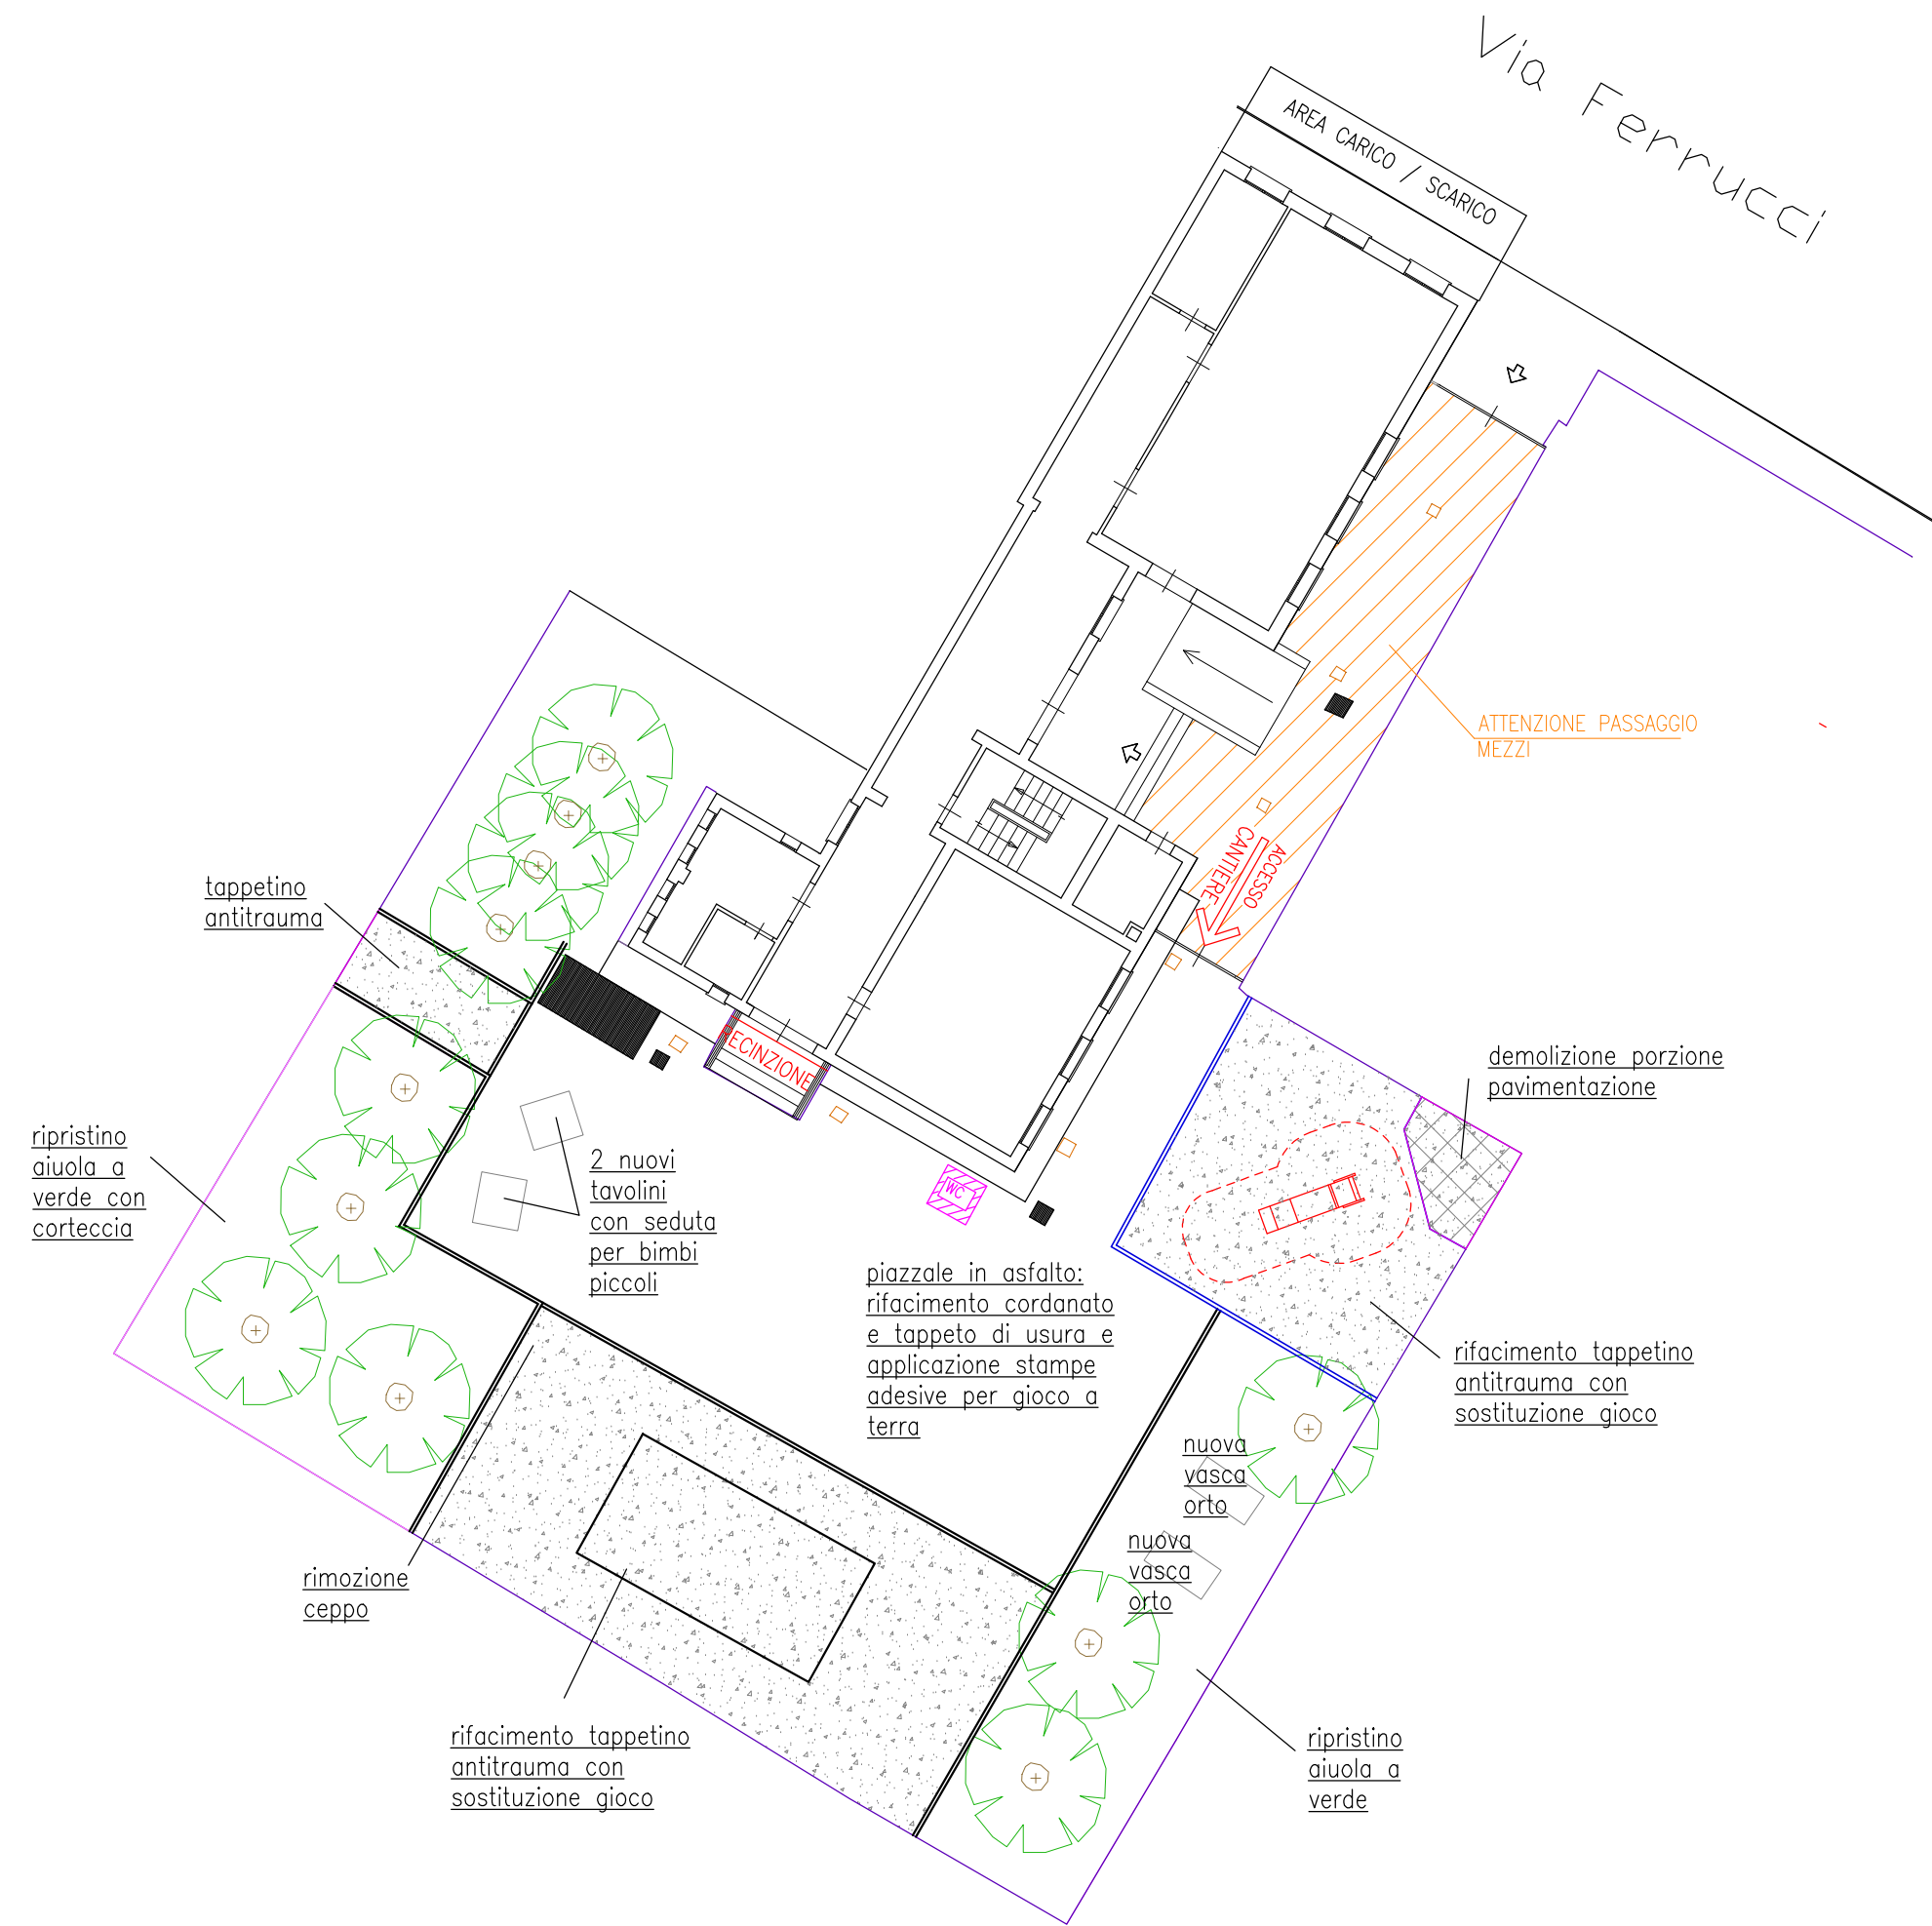 Via Ferrucci
AREA CARICO / SCARICO
ATTENZIONE PASSAGGIO
MEZZI
ACCESSO
CANTIERE
tappetino
antitrauma
RECINZIONE
demolizione porzione
pavimentazione
ripristino
aiuola a
verde con
corteccia
2 nuovi
tavolini
con seduta
per bimbi
piccoli
WC
piazzale in asfalto:
rifacimento cordanato
e tappeto di usura e
applicazione stampe
adesive per gioco a
terra
rifacimento tappetino
antitrauma con
sostituzione gioco
nuova
vasca
orto
nuova
vasca
orto
rimozione
ceppo
rifacimento tappetino
antitrauma con
sostituzione gioco
ripristino
aiuola a
verde